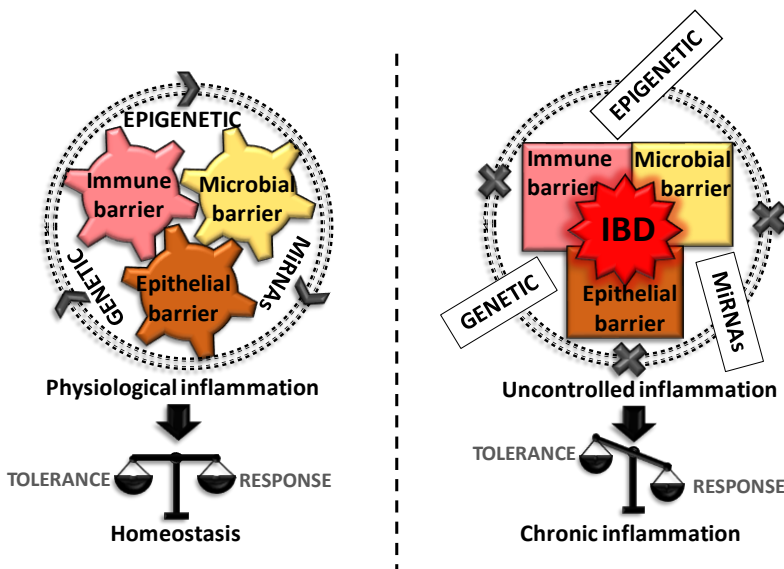 EPIGENETIC
Immune
barrier
Microbial
barrier
GENETIC
MiRNAs
Epithelial
barrier
Physiological inflammation
TOLERANCE
RESPONSE
Homeostasis
EPIGENETIC
Immune
barrier
Microbial
barrier
IBD
GENETIC
MiRNAs
Epithelial
barrier
Uncontrolled inflammation
TOLERANCE
RESPONSE
Chronic inflammation